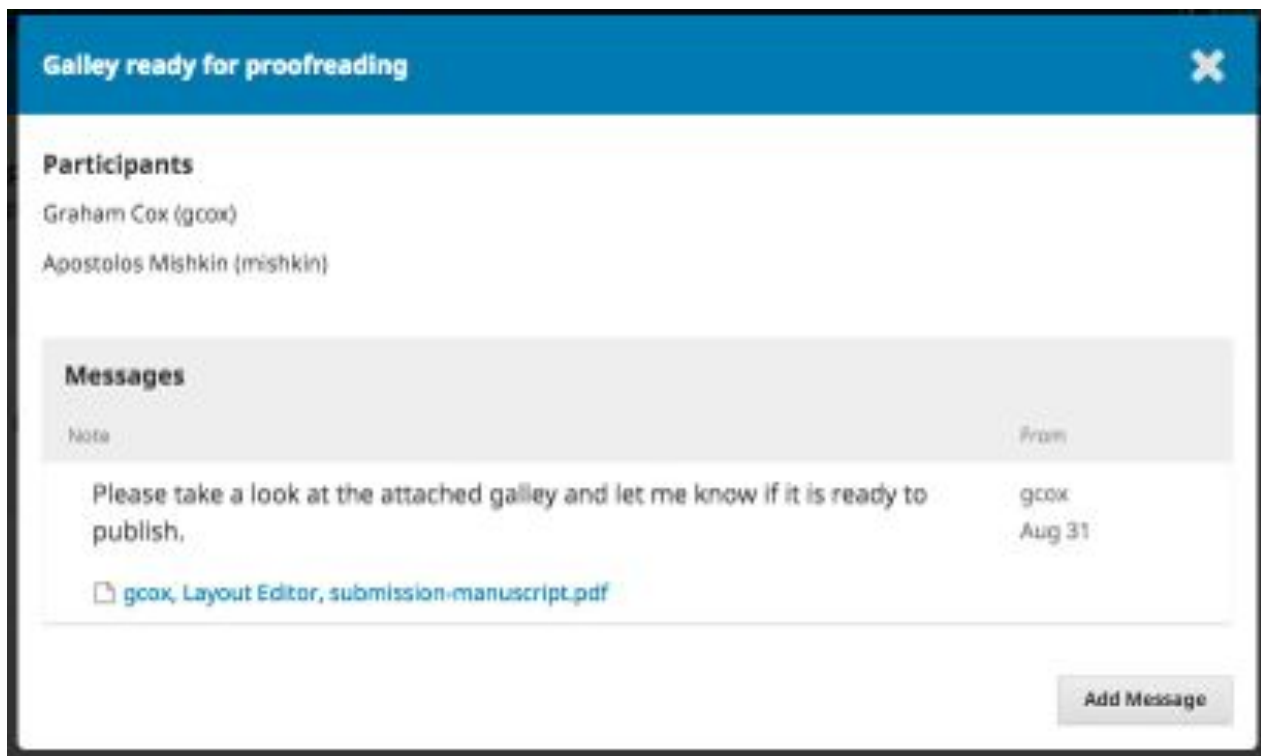 Galley ready for proofreading
Participants
Graham Cox (gcox)
Apostolos Mishkin (mishkin)
Messages
Note From
Please take a look at the attached galley and let me know if it is ready to gcox
publish. Aug 31
gcox, Layout Editor, submission-manuscript.pdf
Add Message